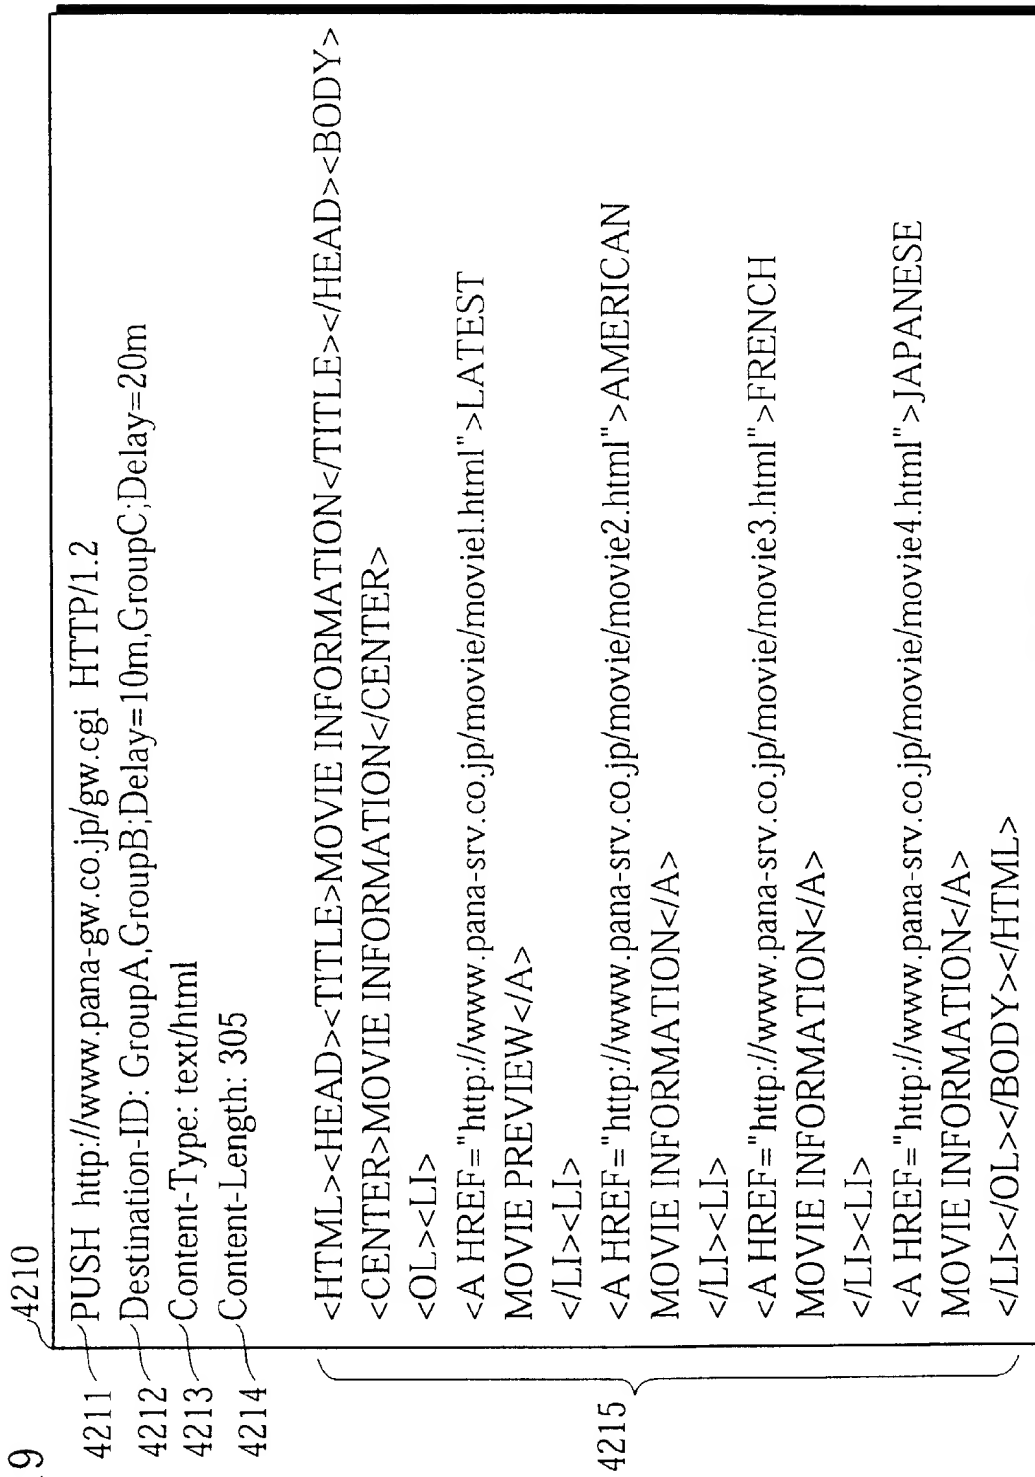 9
4210
4211 PUSH http://www.pana-gw.co.jp/gw.cgi HTTP/1.2
4212 Destination-ID: GroupA,GroupB;Delay=10m,GroupC;Delay=20m
4213 Content-Type: text/html
4214 Content-Length: 305
4215
<HTML><HEAD><TITLE>MOVIE INFORMATION</TITLE></HEAD><BODY>
<CENTER>MOVIE INFORMATION</CENTER>
<OL><LI>
<A HREF="http://www.pana-srv.co.jp/movie/movie1.html">LATEST
MOVIE PREVIEW</A>
</LI><LI>
<A HREF="http://www.pana-srv.co.jp/movie/movie2.html">AMERICAN
MOVIE INFORMATION</A>
</LI><LI>
<A HREF="http://www.pana-srv.co.jp/movie/movie3.html">FRENCH
MOVIE INFORMATION</A>
</LI><LI>
<A HREF="http://www.pana-srv.co.jp/movie/movie4.html">JAPANESE
MOVIE INFORMATION</A>
</LI></OL></BODY></HTML>